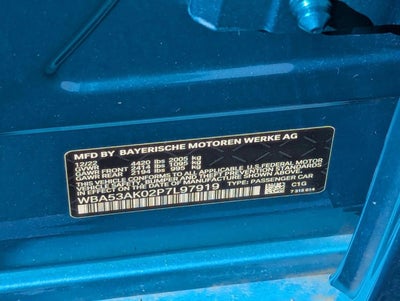 MFD BY BAYERISCHE MOTOREN WERKE AG
12/22
GVWR 4420 lbs 2005 kg
GAWR FRONT lbs 1095 kg
GAWR REAR 2194 lbs 995 kg
THIS VEHICLE CONFORMS TO ALL APPLICABLE U.S. FEDERAL MOTOR
VEHICLE SAFETY, BUMPER, AND THEFT PREVENTION STANDARDS
IN EFFECT ON THE DATE OF MANUFACTURE SHOWN ABOVE.
WBA53AK02P7L97919 TYPE: PASSENGER CAR
C1G